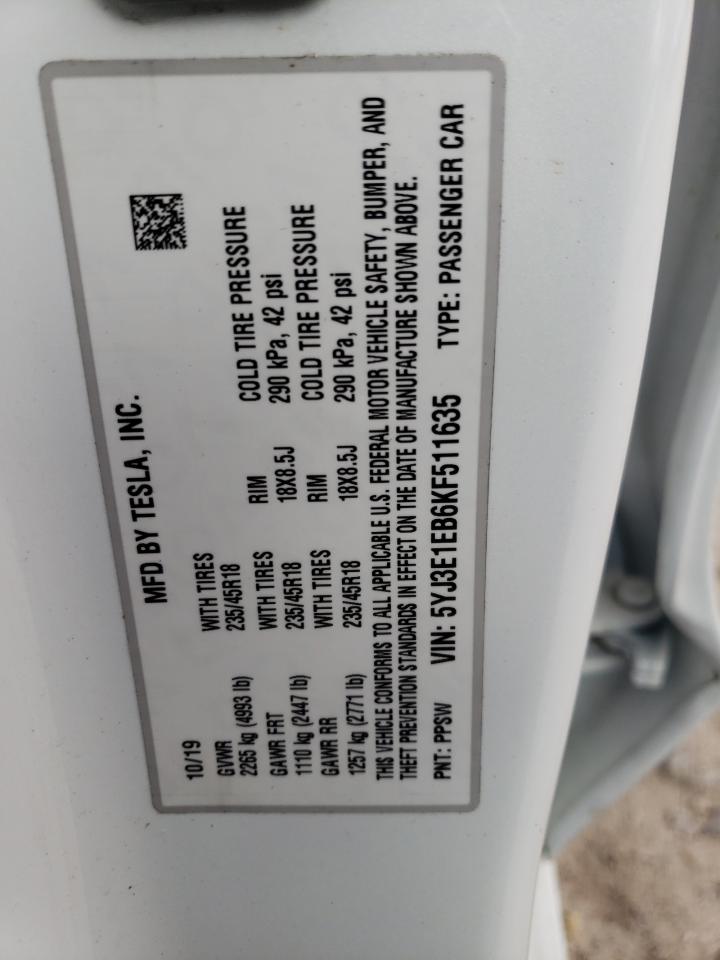 MFD BY TESLA, INC.
10/19
GVWR WITH TIRES
2265 kg (4993 lb) 235/45R18 COLD TIRE PRESSURE
GAWR FRT WITH TIRES RIM 290 kPa, 42 psi
1110 kg (2447 lb) 235/45R18 18X8.5J COLD TIRE PRESSURE
GAWR RR WITH TIRES RIM
1257 kg (2771 lb) 235/45R18 18X8.5J 290 kPa, 42 psi
THIS VEHICLE CONFORMS TO ALL APPLICABLE U.S. FEDERAL MOTOR VEHICLE SAFETY, BUMPER, AND
THEFT PREVENTION STANDARDS IN EFFECT ON THE DATE OF MANUFACTURE SHOWN ABOVE.
PNT: PPSW VIN: 5YJ3E1EB6KF511635 TYPE: PASSENGER CAR